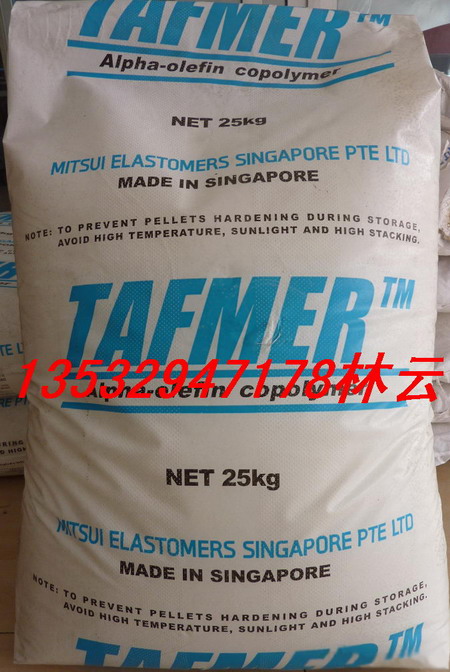 TAFMER™
Alpha-olefin copolymer
NET 25kg
MITSUI ELASTOMERS SINGAPORE PTE LTD
MADE IN SINGAPORE
NOTE: TO PREVENT PELLETS HARDENING DURING STORAGE,
AVOID HIGH TEMPERATURE, SUNLIGHT AND HIGH STACKING.
TAFMER™
13532947178林云
Alpha-olefin copolymer
NET 25kg
MITSUI ELASTOMERS SINGAPORE PTE LTD
MADE IN SINGAPORE
NOTE: TO PREVENT PELLETS HARDENING DURING STORAGE,
AVOID HIGH TEMPERATURE, SUNLIGHT AND HIGH STACKING.
TAFMER™